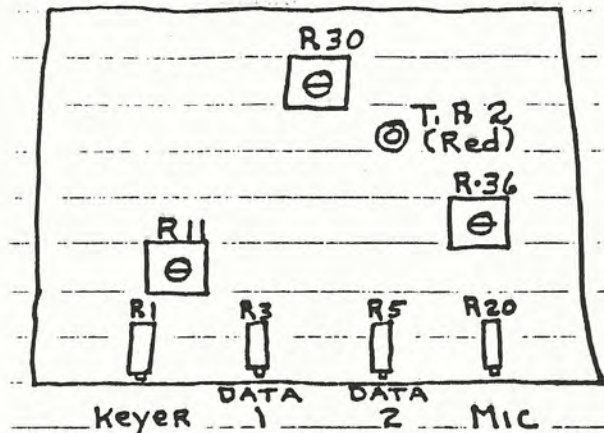 R30
T.P. 2
(Red)
R.36
R11
R1 R3 R5 R20
Keyer DATA 1 DATA 2 Mic